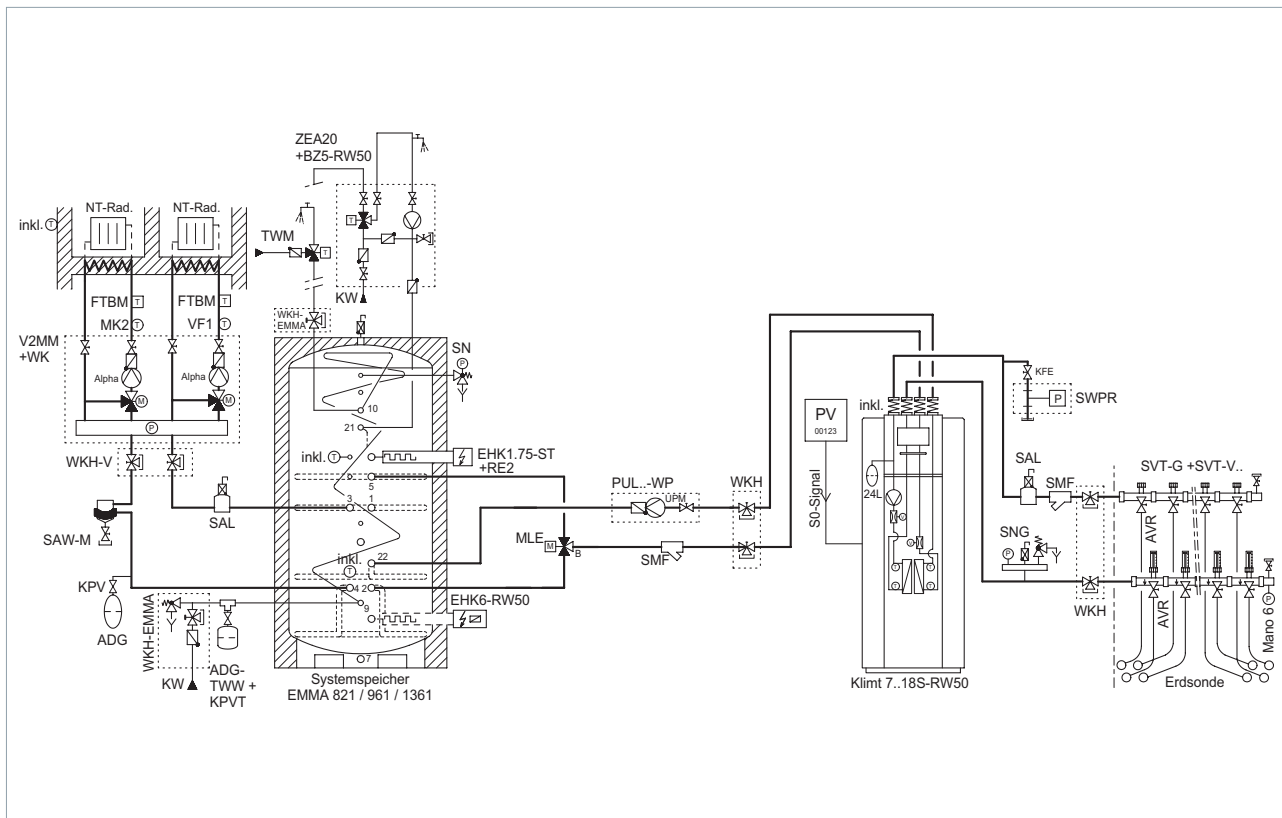 ZEA20
+BZ5-RW50
NT-Rad.
NT-Rad.
inkl.
T
TWM
T
T
KW
FTBM
T
FTBM
T
MK2
T
VF1
T
V2MM
+WK
Alpha
Alpha
M
M
P
WKH-
EMMA
SN
P
10
21
WKH-V
inkl.
T
EHK1.75-ST
+RE2
5
3
1
SAL
SAW-M
inkl.
T
22
4
2
9
7
KPV
ADG
WKH-EMMA
KW
ADG-
TWW +
KPVT
EHK6-RW50
Systemspeicher
EMMA 821 / 961 / 1361
MLE
M
B
PUL..-WP
UPM
SMF
WKH
PV
00123
S0-Signal
inkl.
24L
T
T
T
T
Klimt 7..18S-RW50
KFE
P
SWPR
SAL
SMF
SVT-G +SVT-V..
SNG
P
WKH
AVR
AVR
P
Mano 6
Erdsonde